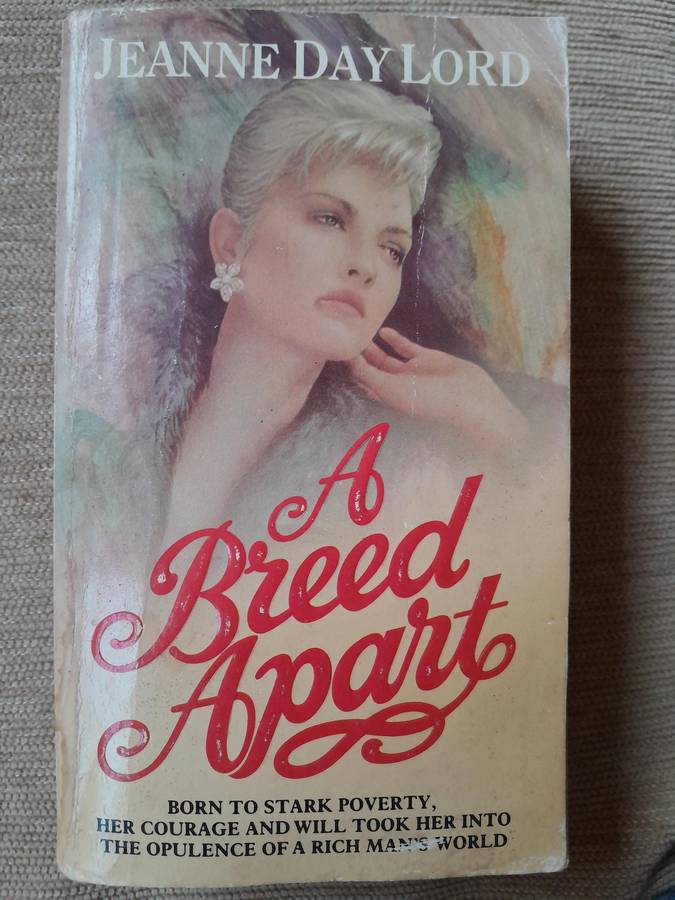 JEANNE DAY LORD
A
Breed
Apart
BORN TO STARK POVERTY,
HER COURAGE AND WILL TOOK HER INTO
THE OPULENCE OF A RICH MAN'S WORLD